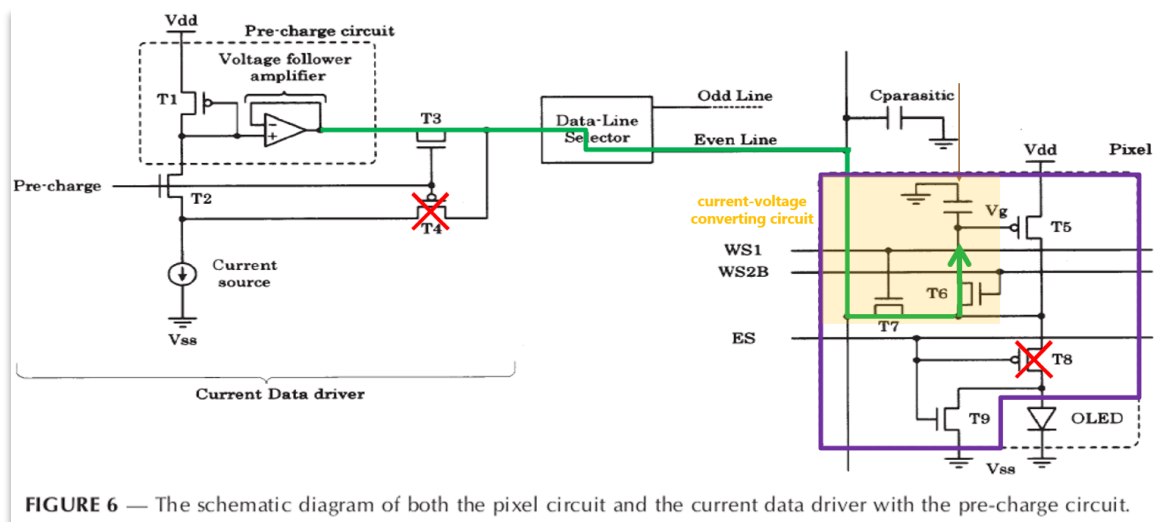 Vdd
Pre-charge circuit
Voltage follower
amplifier
T1
T3
Odd Line
Data-Line
Selector
Even Line
Cparasitic
Vdd
Pixel
Pre-charge
T2
T4
current-voltage
converting circuit
Vg
T5
WS1
WS2B
T6
T7
Current
source
Vss
ES
T8
T9
OLED
Vss
Current Data driver
FIGURE 6 — The schematic diagram of both the pixel circuit and the current data driver with the pre-charge circuit.